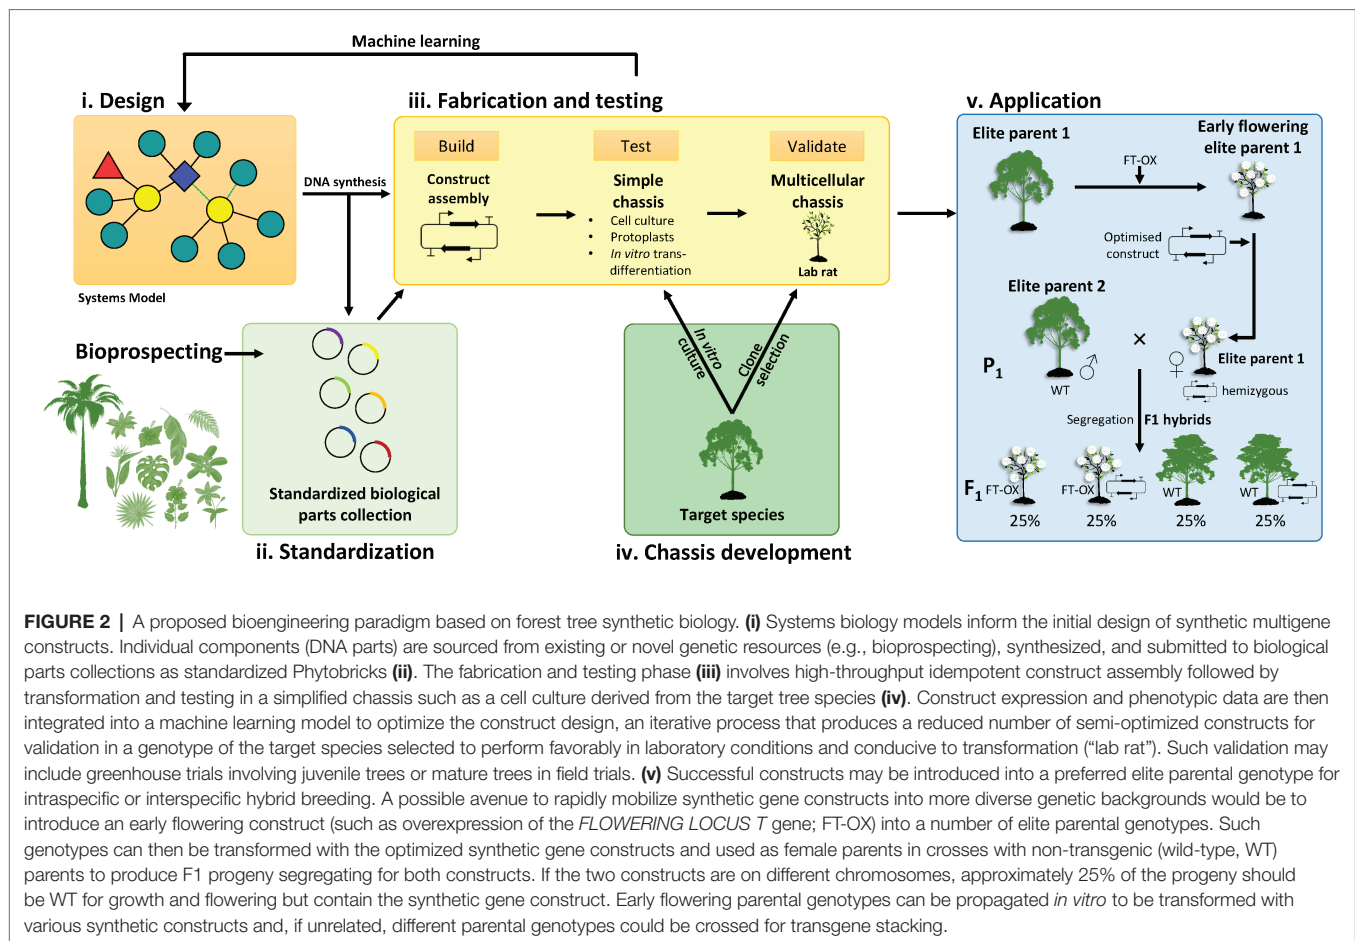 Machine learning
i. Design
iii. Fabrication and testing
v. Application
Build
Test
Validate
DNA synthesis
Construct
assembly
Simple
chassis
• Cell culture
• Protoplasts
• In vitro trans-
differentiation
Multicellular
chassis
Lab rat
Systems Model
Elite parent 1
Early flowering
elite parent 1
FT-OX
Optimised
construct
Elite parent 2
×
P1
WT
♂
♀
Elite parent 1
hemizygous
Segregation
F1 hybrids
F1
FT-OX
FT-OX
WT
WT
25%
25%
25%
25%
Bioprospecting
Standardized biological
parts collection
ii. Standardization
In vitro
culture
Clone
selection
Target species
iv. Chassis development
FIGURE 2 | A proposed bioengineering paradigm based on forest tree synthetic biology. (i) Systems biology models inform the initial design of synthetic multigene
constructs. Individual components (DNA parts) are sourced from existing or novel genetic resources (e.g., bioprospecting), synthesized, and submitted to biological
parts collections as standardized Phytobricks (ii). The fabrication and testing phase (iii) involves high-throughput idempotent construct assembly followed by
transformation and testing in a simplified chassis such as a cell culture derived from the target tree species (iv). Construct expression and phenotypic data are then
integrated into a machine learning model to optimize the construct design, an iterative process that produces a reduced number of semi-optimized constructs for
validation in a genotype of the target species selected to perform favorably in laboratory conditions and conducive to transformation (“lab rat”). Such validation may
include greenhouse trials involving juvenile trees or mature trees in field trials. (v) Successful constructs may be introduced into a preferred elite parental genotype for
intraspecific or interspecific hybrid breeding. A possible avenue to rapidly mobilize synthetic gene constructs into more diverse genetic backgrounds would be to
introduce an early flowering construct (such as overexpression of the FLOWERING LOCUS T gene; FT-OX) into a number of elite parental genotypes. Such
genotypes can then be transformed with the optimized synthetic gene constructs and used as female parents in crosses with non-transgenic (wild-type, WT)
parents to produce F1 progeny segregating for both constructs. If the two constructs are on different chromosomes, approximately 25% of the progeny should
be WT for growth and flowering but contain the synthetic gene construct. Early flowering parental genotypes can be propagated in vitro to be transformed with
various synthetic constructs and, if unrelated, different parental genotypes could be crossed for transgene stacking.